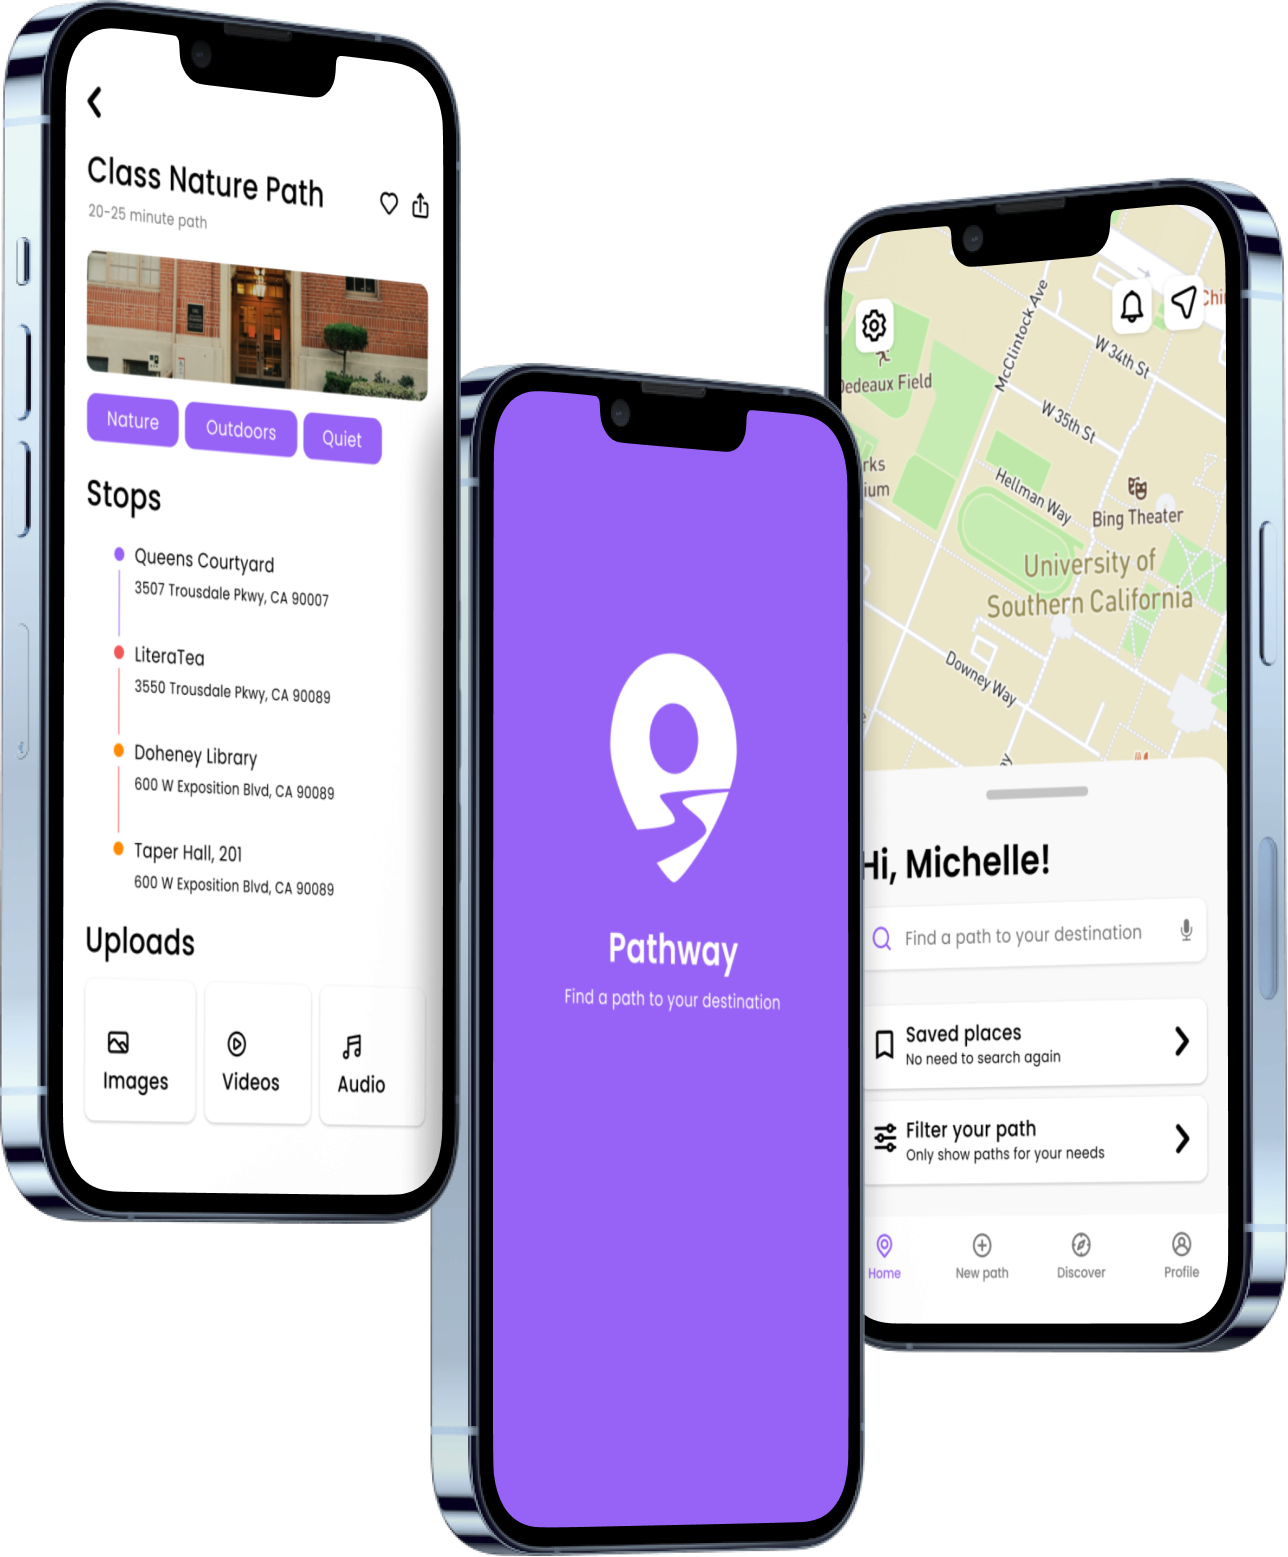 Class Nature Path
20-25 minute path
Nature
Outdoors
Quiet
Stops
Queens Courtyard
3507 Trousdale Pkwy, CA 90007
LiteraTea
3550 Trousdale Pkwy, CA 90089
Doheney Library
600 W Exposition Blvd, CA 90089
Taper Hall, 201
600 W Exposition Blvd, CA 90089
Uploads
Images
Videos
Audio
Pathway
Find a path to your destination
Chi
McClintock Ave
W 34th St
Dedeaux Field
W 35th St
rks
ium
Hellman Way
Bing Theater
University of
Southern California
Downey Way
Hi, Michelle!
Find a path to your destination
Saved places
No need to search again
Filter your path
Only show paths for your needs
Home
New path
Discover
Profile